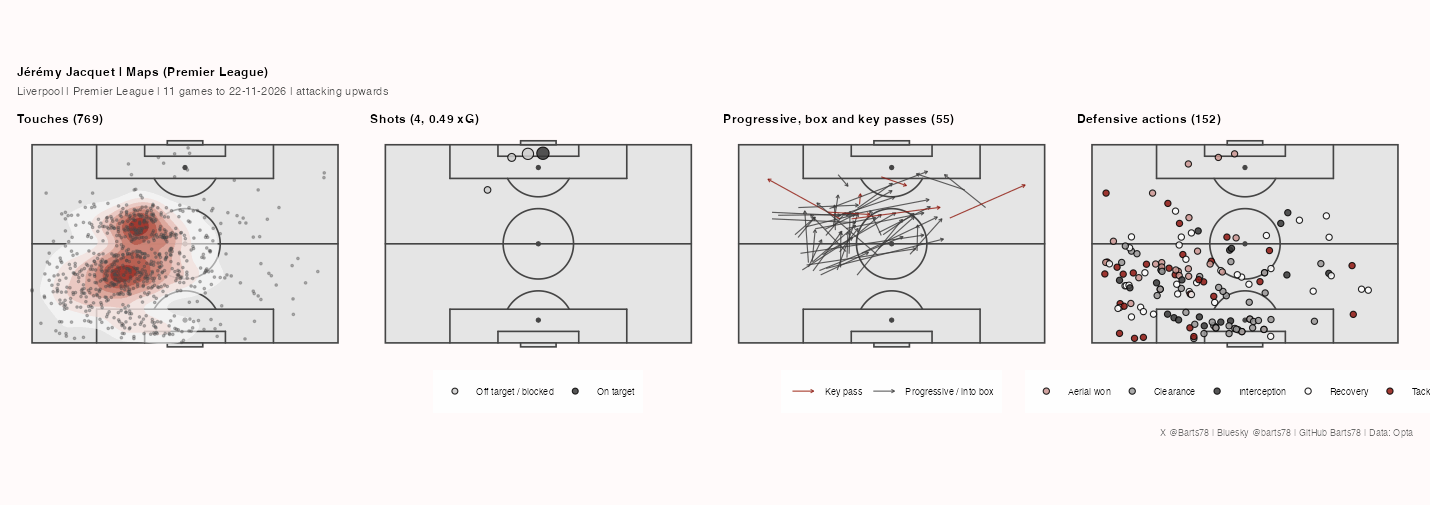 Jérémy Jacquet | Maps (Premier League)
Liverpool | Premier League | 11 games to 22-11-2026 | attacking upwards
Touches (769)
Shots (4, 0.49 xG)
Progressive, box and key passes (55)
Defensive actions (152)
Off target / blocked
On target
Key pass
Progressive / into box
Aerial won
Clearance
Interception
Recovery
Tack
X @Barts78 | Bluesky @barts78 | GitHub Barts78 | Data: Opta